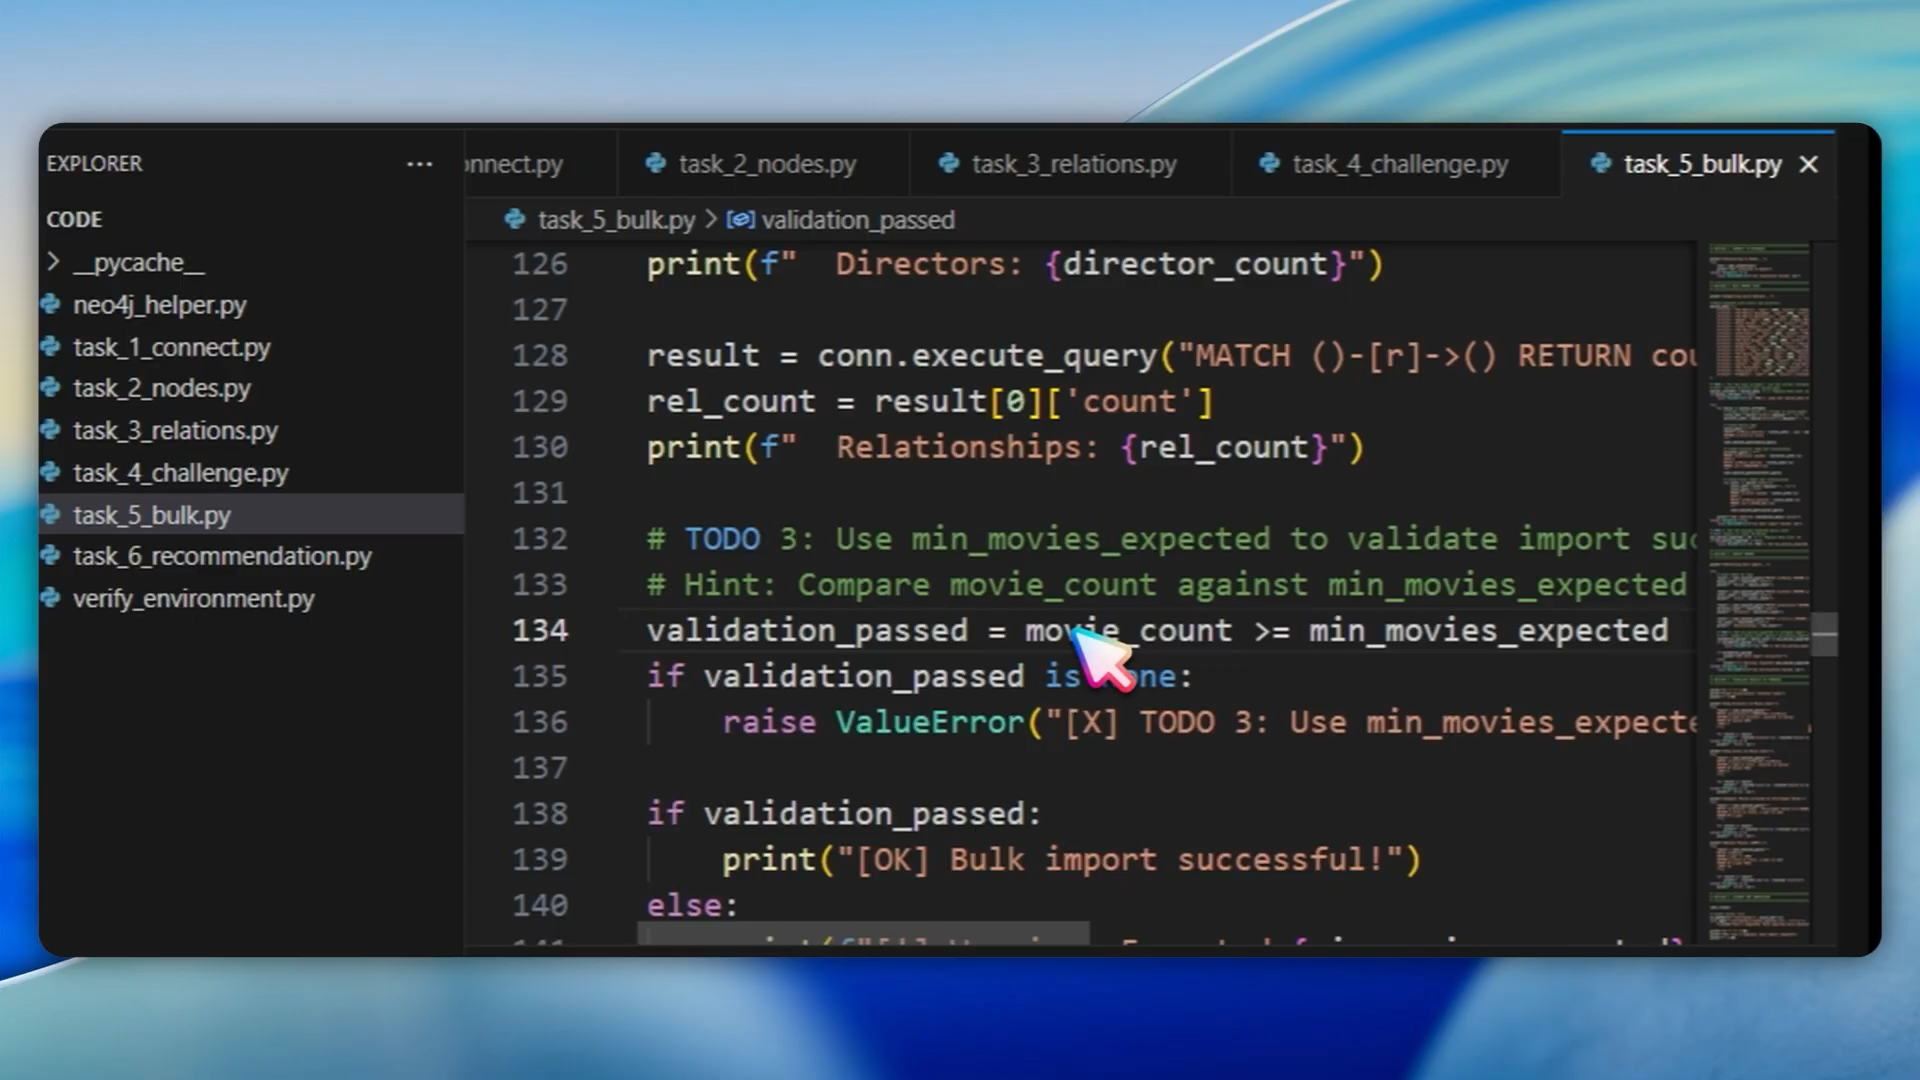 EXPLORER
CODE
__pycache__
neo4j_helper.py
task_1_connect.py
task_2_nodes.py
task_3_relations.py
task_4_challenge.py
task_5_bulk.py
task_6_recommendation.py
verify_environment.py
onnect.py task_2_nodes.py task_3_relations.py task_4_challenge.py task_5_bulk.py
task_5_bulk.py > validation_passed
126 print(f"  Directors: {director_count}")
127
128 result = conn.execute_query("MATCH ()-[r]->() RETURN cou
129 rel_count = result[0]['count']
130 print(f"  Relationships: {rel_count}")
131
132 # TODO 3: Use min_movies_expected to validate import suc
133 # Hint: Compare movie_count against min_movies_expected
134 validation_passed = movie_count >= min_movies_expected
135 if validation_passed is None:
136 raise ValueError("[X] TODO 3: Use min_movies_expecte
137
138 if validation_passed:
139 print("[OK] Bulk import successful!")
140 else: